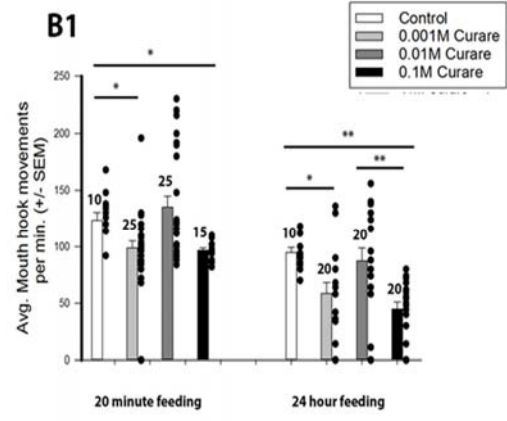 B1
Control
0.001M Curare
0.01M Curare
0.1M Curare
Avg. Mouth hook movements
per min. (+/- SEM)
250
200
150
100
50
0
*
*
10
25
25
15
**
*
**
10
20
20
20
20 minute feeding
24 hour feeding